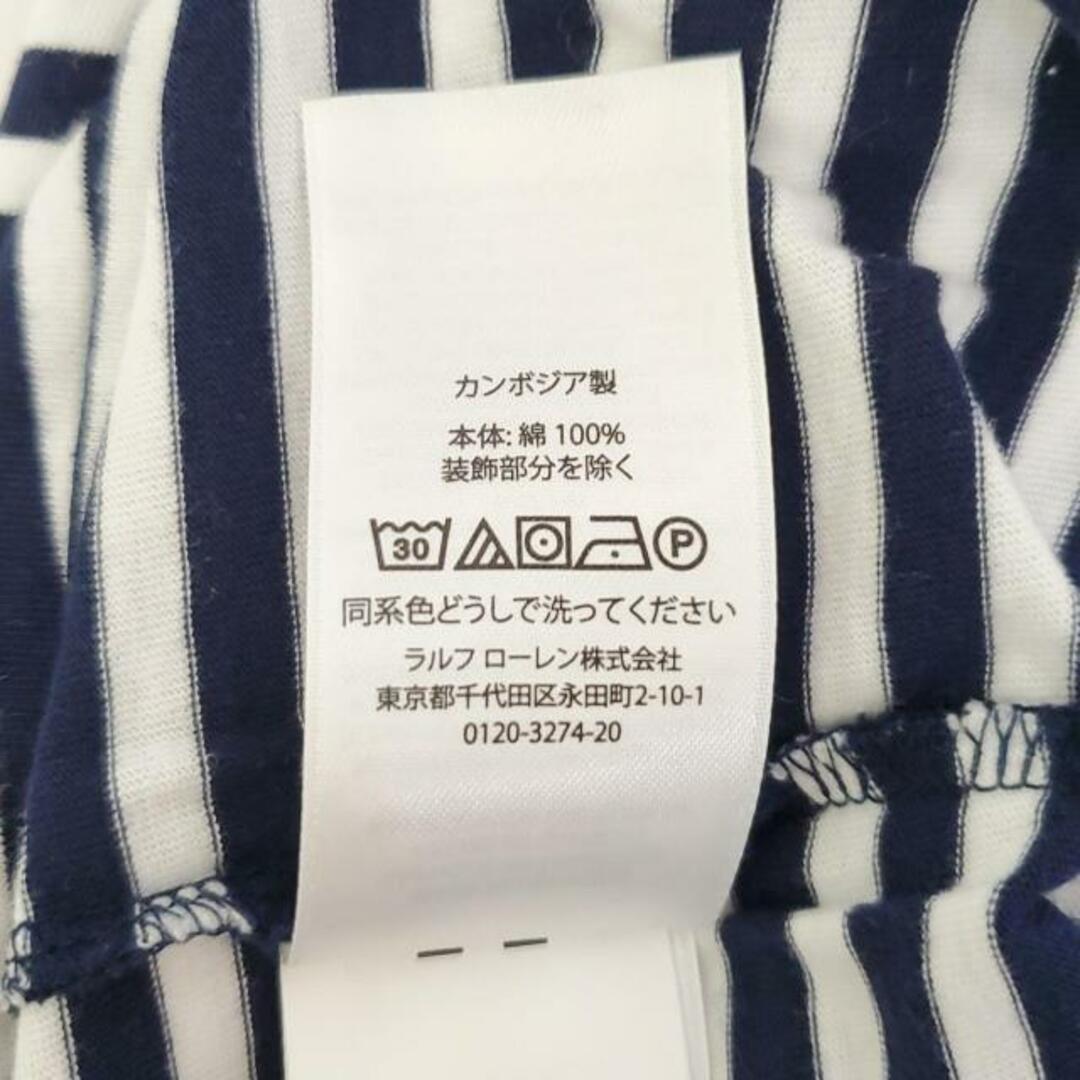 カンボジア製
本体: 綿 100%
装飾部分を除く
30 P
同系色どうしで洗ってください
ラルフ ローレン株式会社
東京都千代田区永田町2-10-1
0120-3274-20